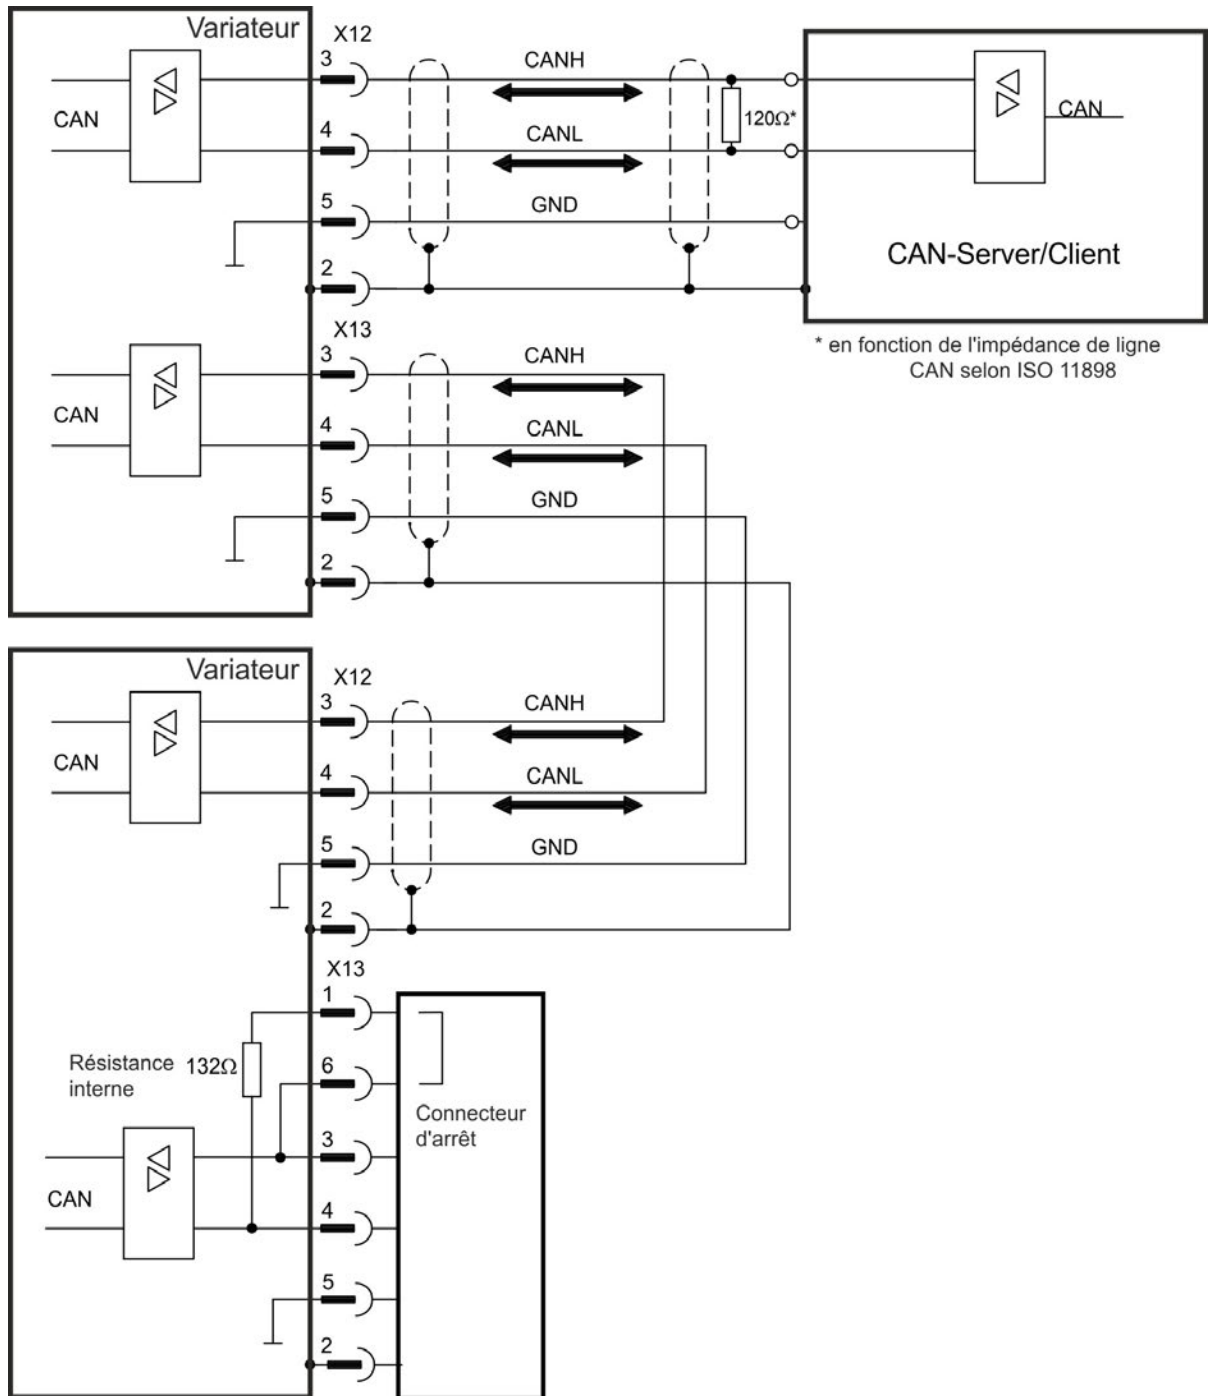 Variateur
X12
3
CANH
CAN
120Ω*
CAN
4
CANL
5
GND
CAN-Server/Client
2
X13
* en fonction de l'impédance de ligne
CAN selon ISO 11898
3
CANH
CAN
4
CANL
5
GND
2
Variateur
X12
3
CANH
CAN
4
CANL
5
GND
2
X13
1
Résistance
interne
132Ω
6
Connecteur
d'arrêt
3
CAN
4
5
2